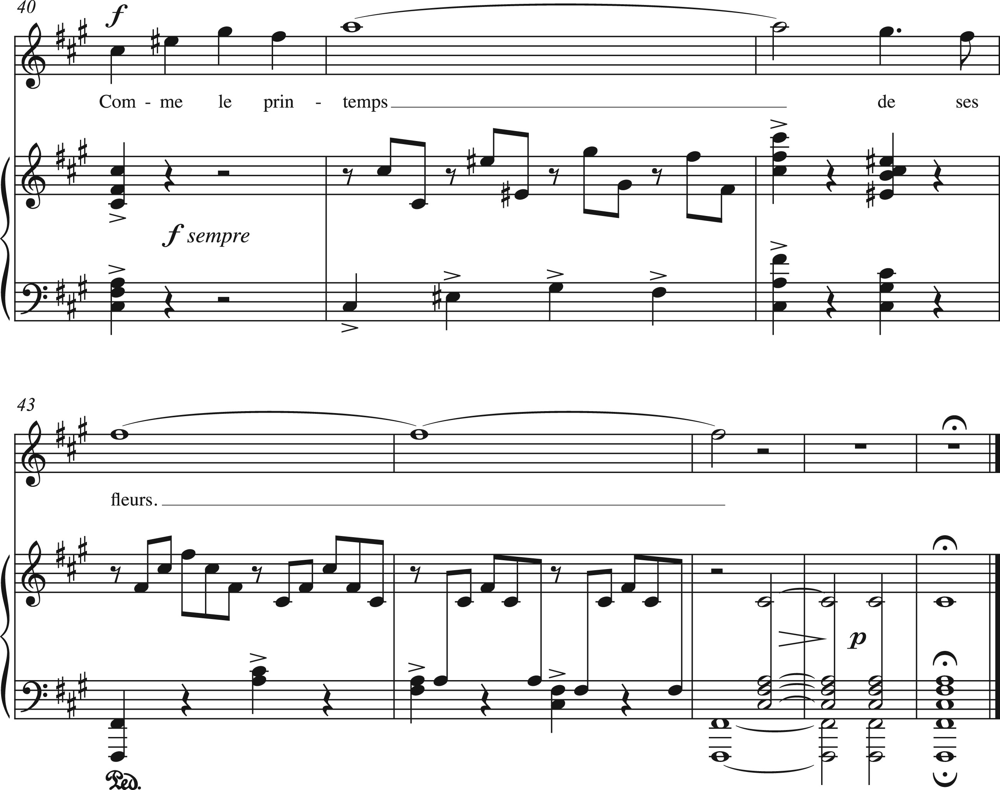 40
f
Com - me le prin - temps de ses
f sempre
43
fleurs.
p
Ped.